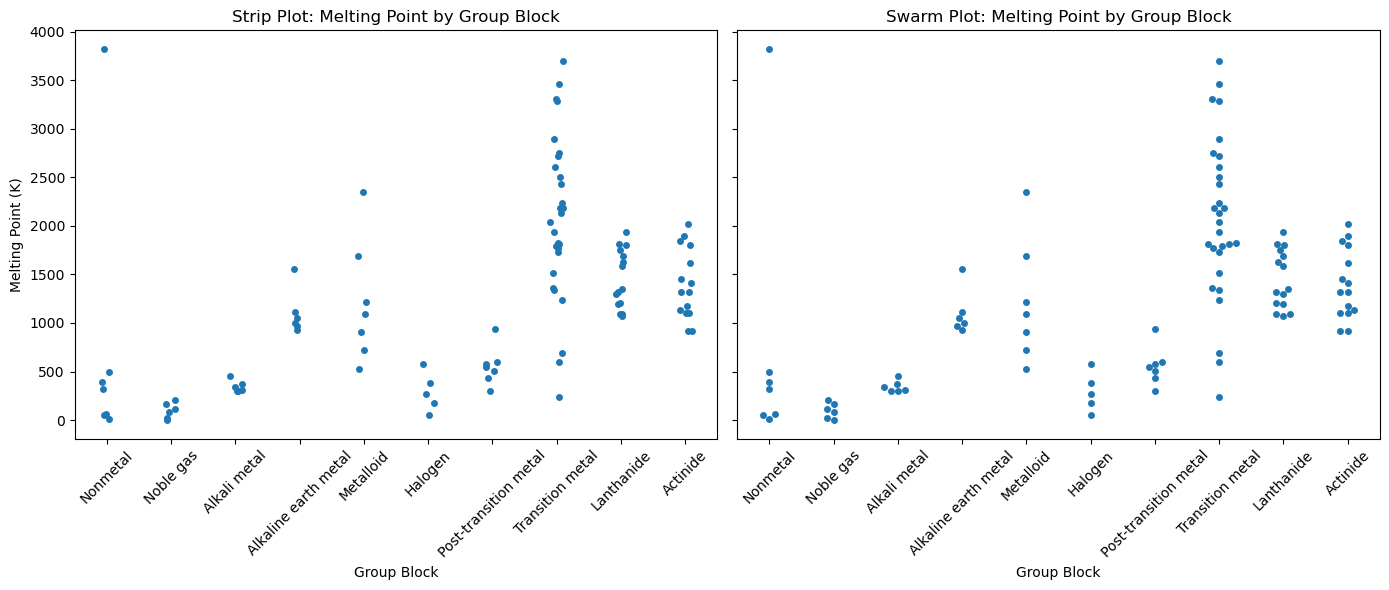 Strip Plot: Melting Point by Group Block
Melting Point (K)
4000
3500
3000
2500
2000
1500
1000
500
0
Nonmetal
Noble gas
Alkali metal
Alkaline earth metal
Metalloid
Halogen
Post-transition metal
Transition metal
Lanthanide
Actinide
Group Block
Swarm Plot: Melting Point by Group Block
Nonmetal
Noble gas
Alkali metal
Alkaline earth metal
Metalloid
Halogen
Post-transition metal
Transition metal
Lanthanide
Actinide
Group Block